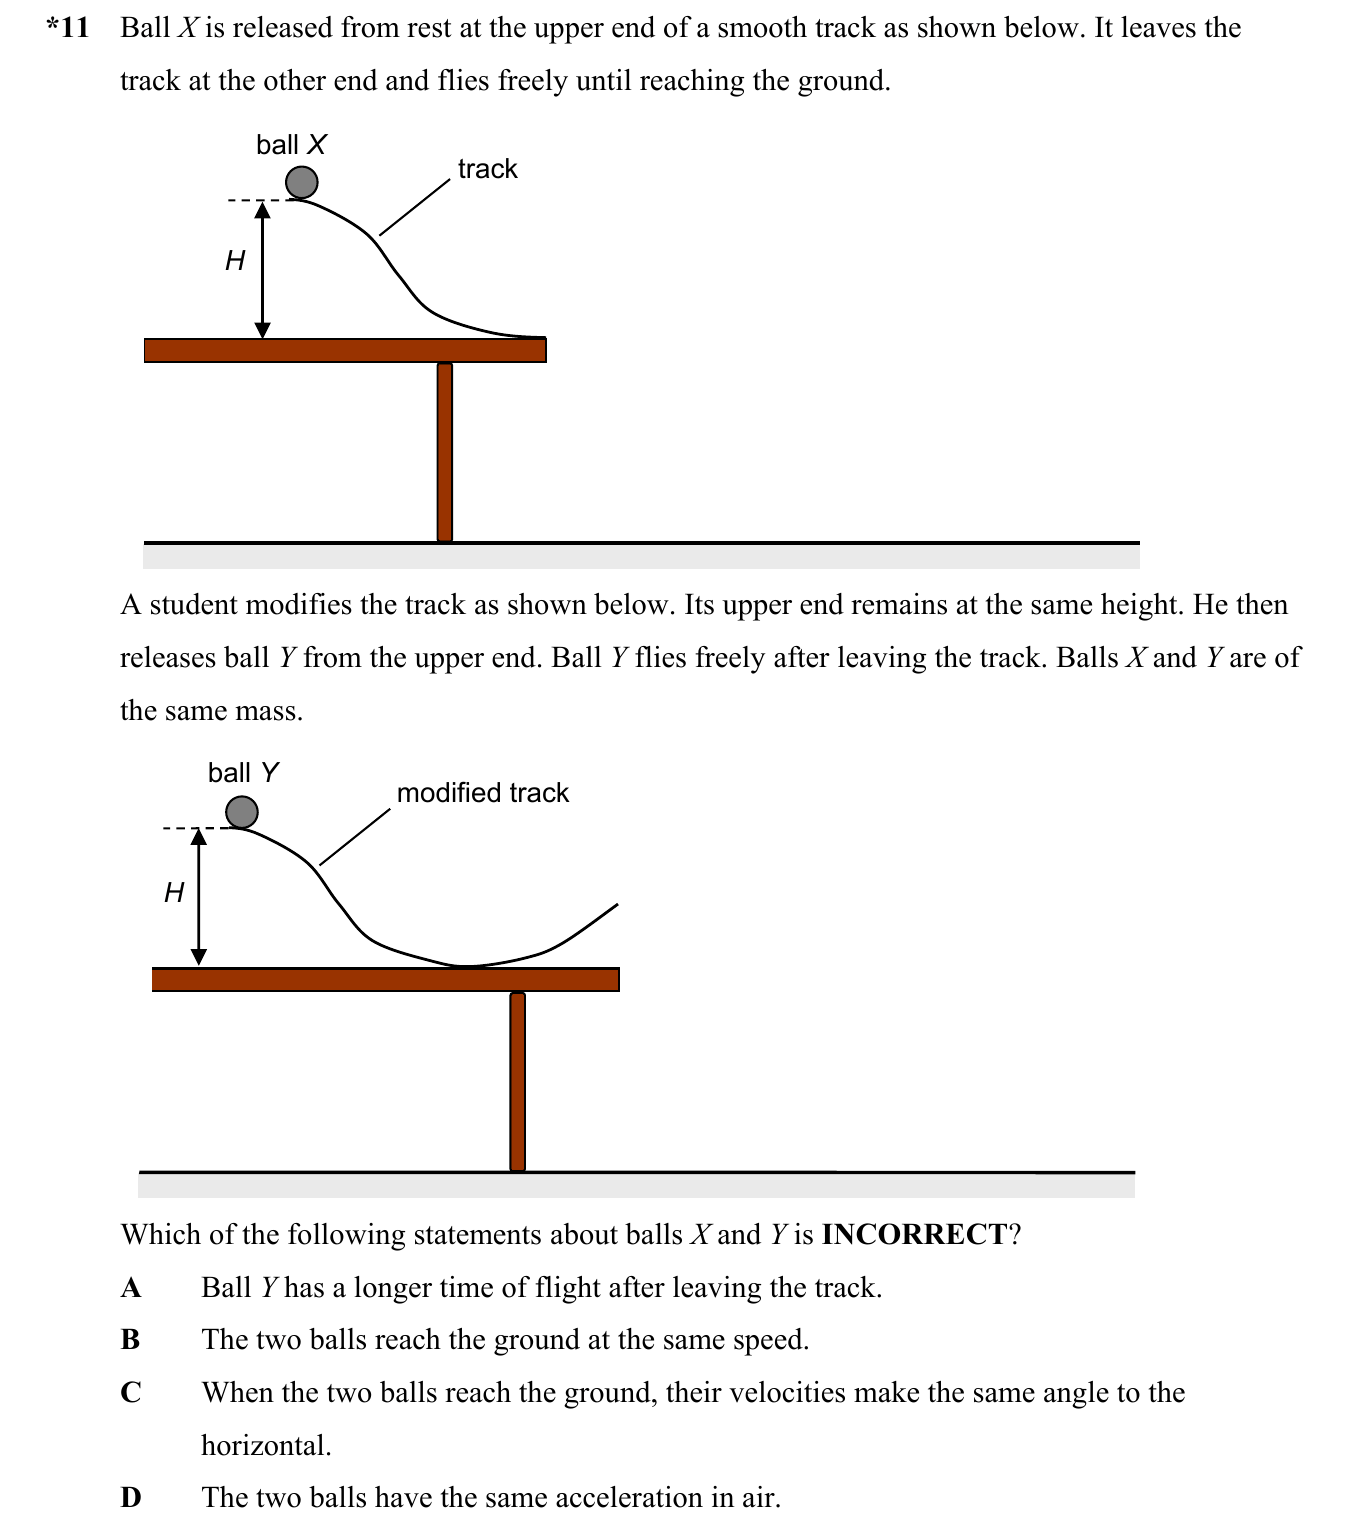 *11 Ball X is released from rest at the upper end of a smooth track as shown below. It leaves the
track at the other end and flies freely until reaching the ground.
ball X
track
H
A student modifies the track as shown below. Its upper end remains at the same height. He then
releases ball Y from the upper end. Ball Y flies freely after leaving the track. Balls X and Y are of
the same mass.
ball Y
modified track
H
Which of the following statements about balls X and Y is INCORRECT?
A Ball Y has a longer time of flight after leaving the track.
B The two balls reach the ground at the same speed.
C When the two balls reach the ground, their velocities make the same angle to the
horizontal.
D The two balls have the same acceleration in air.